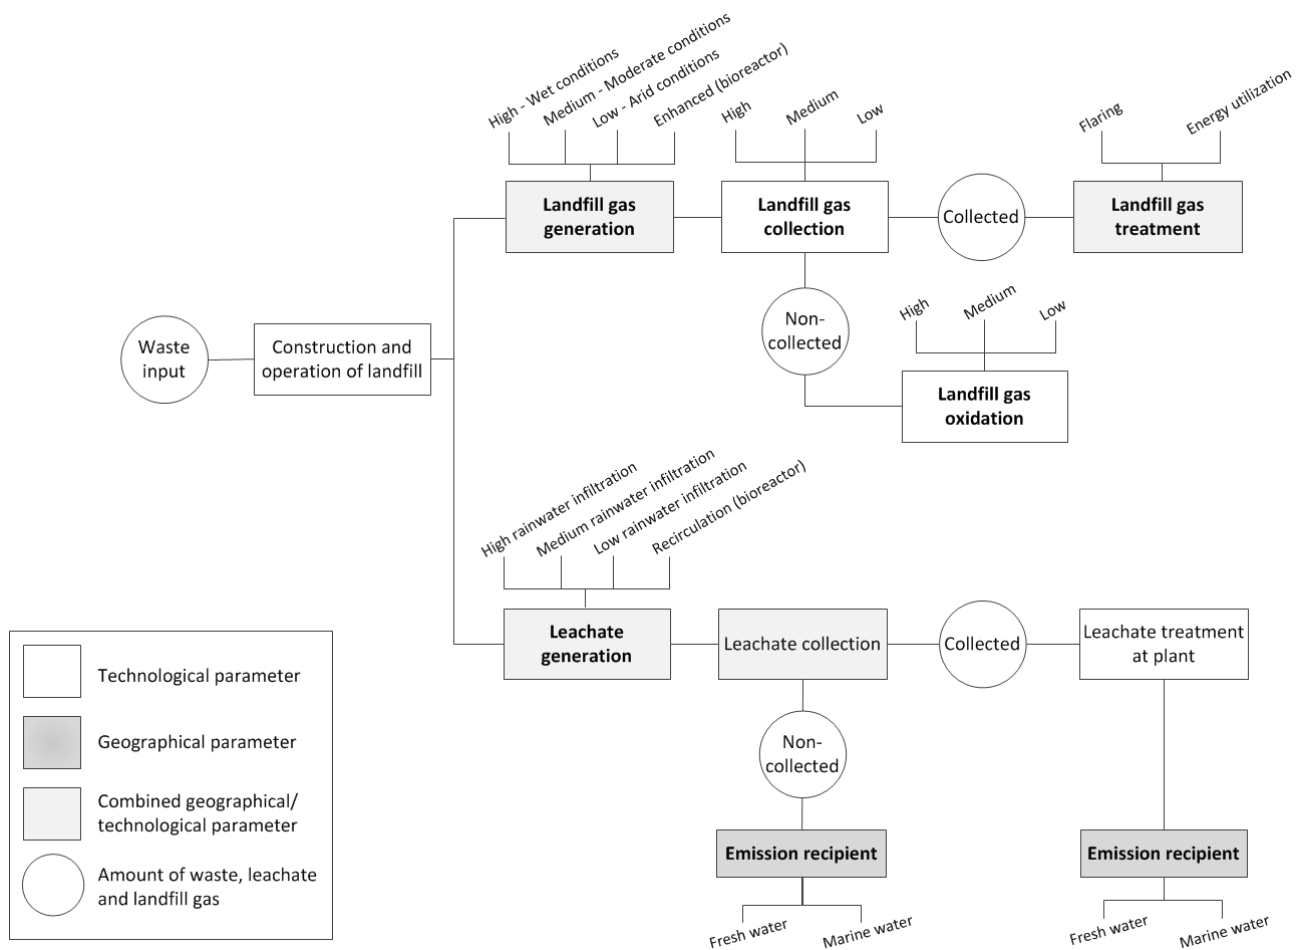 High - Wet conditions
Medium - Moderate conditions
Low - Arid conditions
Enhanced (bioreactor)
High
Medium
Low
Flaring
Energy utilization
Landfill gas
generation
Landfill gas
collection
Collected
Landfill gas
treatment
Non-
collected
High
Medium
Low
Landfill gas
oxidation
Waste
input
Construction and
operation of landfill
High rainwater infiltration
Medium rainwater infiltration
Low rainwater infiltration
Recirculation (bioreactor)
Leachate
generation
Leachate collection
Collected
Leachate treatment
at plant
Non-
collected
Emission recipient
Fresh water
Marine water
Emission recipient
Fresh water
Marine water
Technological parameter
Geographical parameter
Combined geographical/
technological parameter
Amount of waste, leachate
and landfill gas